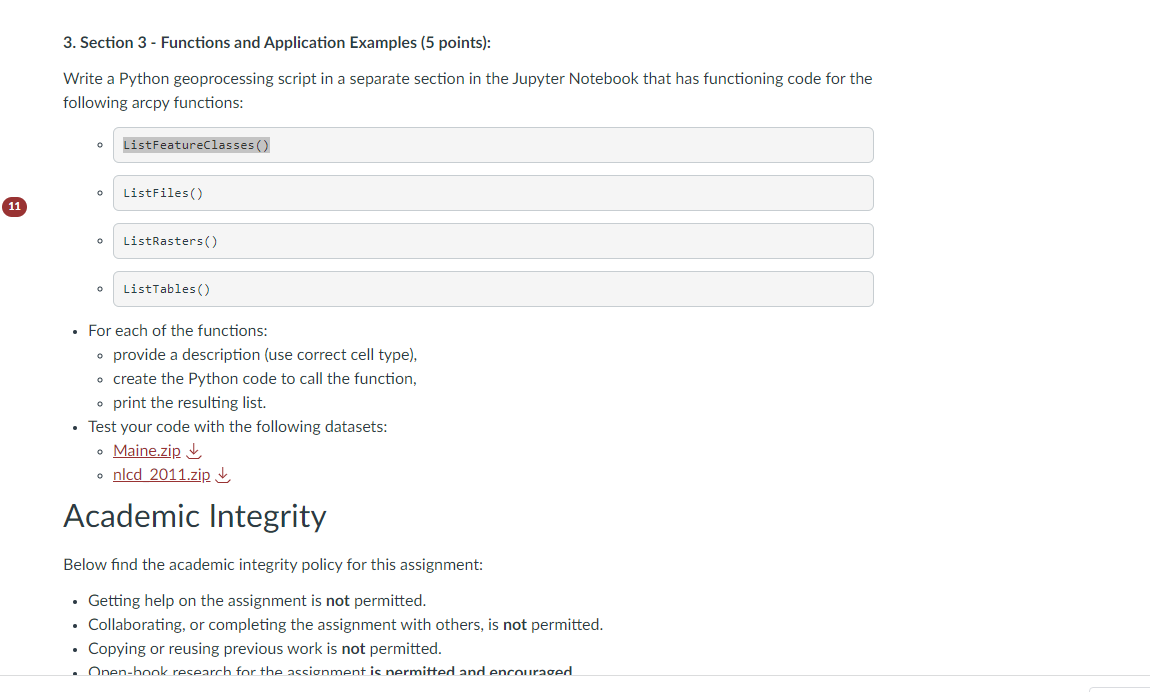 3. Section 3 - Functions and Application Examples (5 points):
Write a Python geoprocessing script in a separate section in the Jupyter Notebook that has functioning code for the
following arcpy functions:
ListFeatureClasses()
ListFiles()
11
ListRasters()
ListTables()
For each of the functions:
provide a description (use correct cell type),
create the Python code to call the function,
print the resulting list.
Test your code with the following datasets:
Maine.zip
nlcd_2011.zip
Academic Integrity
Below find the academic integrity policy for this assignment:
Getting help on the assignment is not permitted.
Collaborating, or completing the assignment with others, is not permitted.
Copying or reusing previous work is not permitted.
Open-book research for the assignment is permitted and encouraged